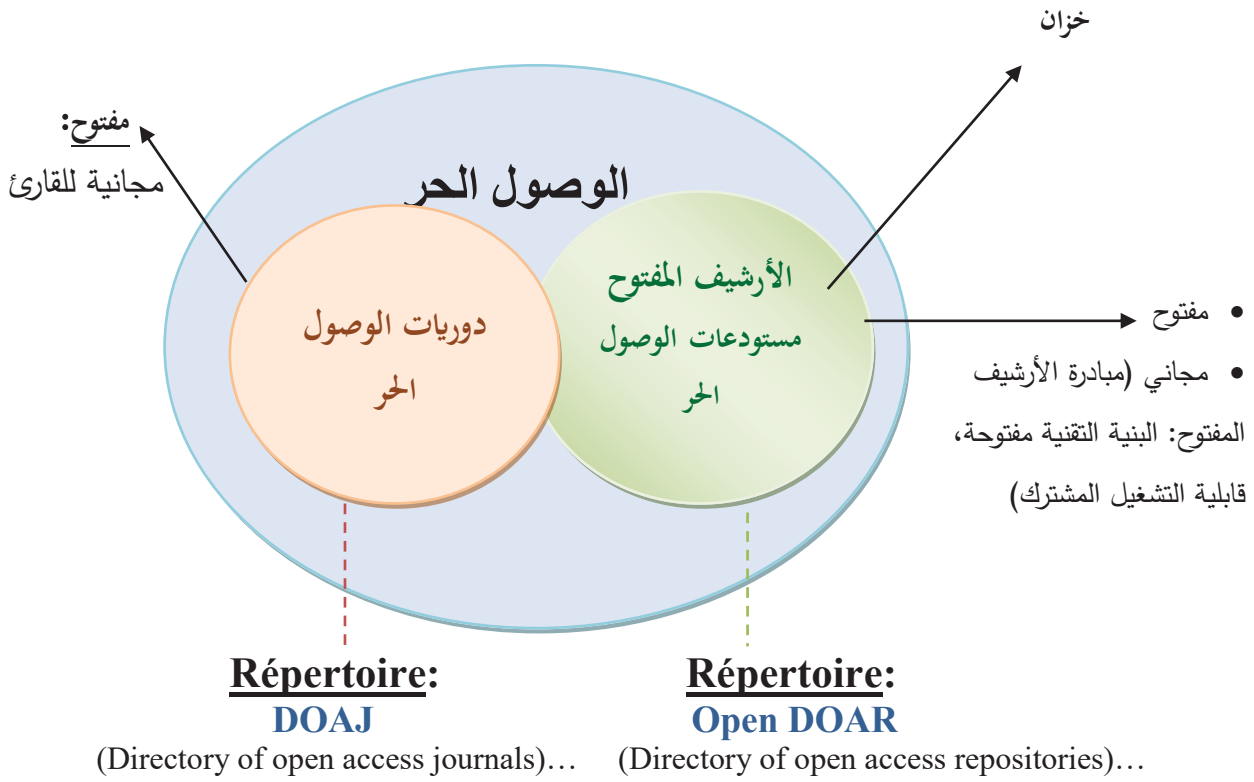 خزان
مفتوح:
مجانية للقارئ
الوصول الحر
الأرشيف المفتوح
مستودعات الوصول
الحر
دوريات الوصول
الحر
• مفتوح
• مجاني (مبادرة الأرشيف
المفتوح: البنية التقنية مفتوحة،
قابلية التشغيل المشترك)
Répertoire:
DOAJ
(Directory of open access journals)…
Répertoire:
Open DOAR
(Directory of open access repositories)…